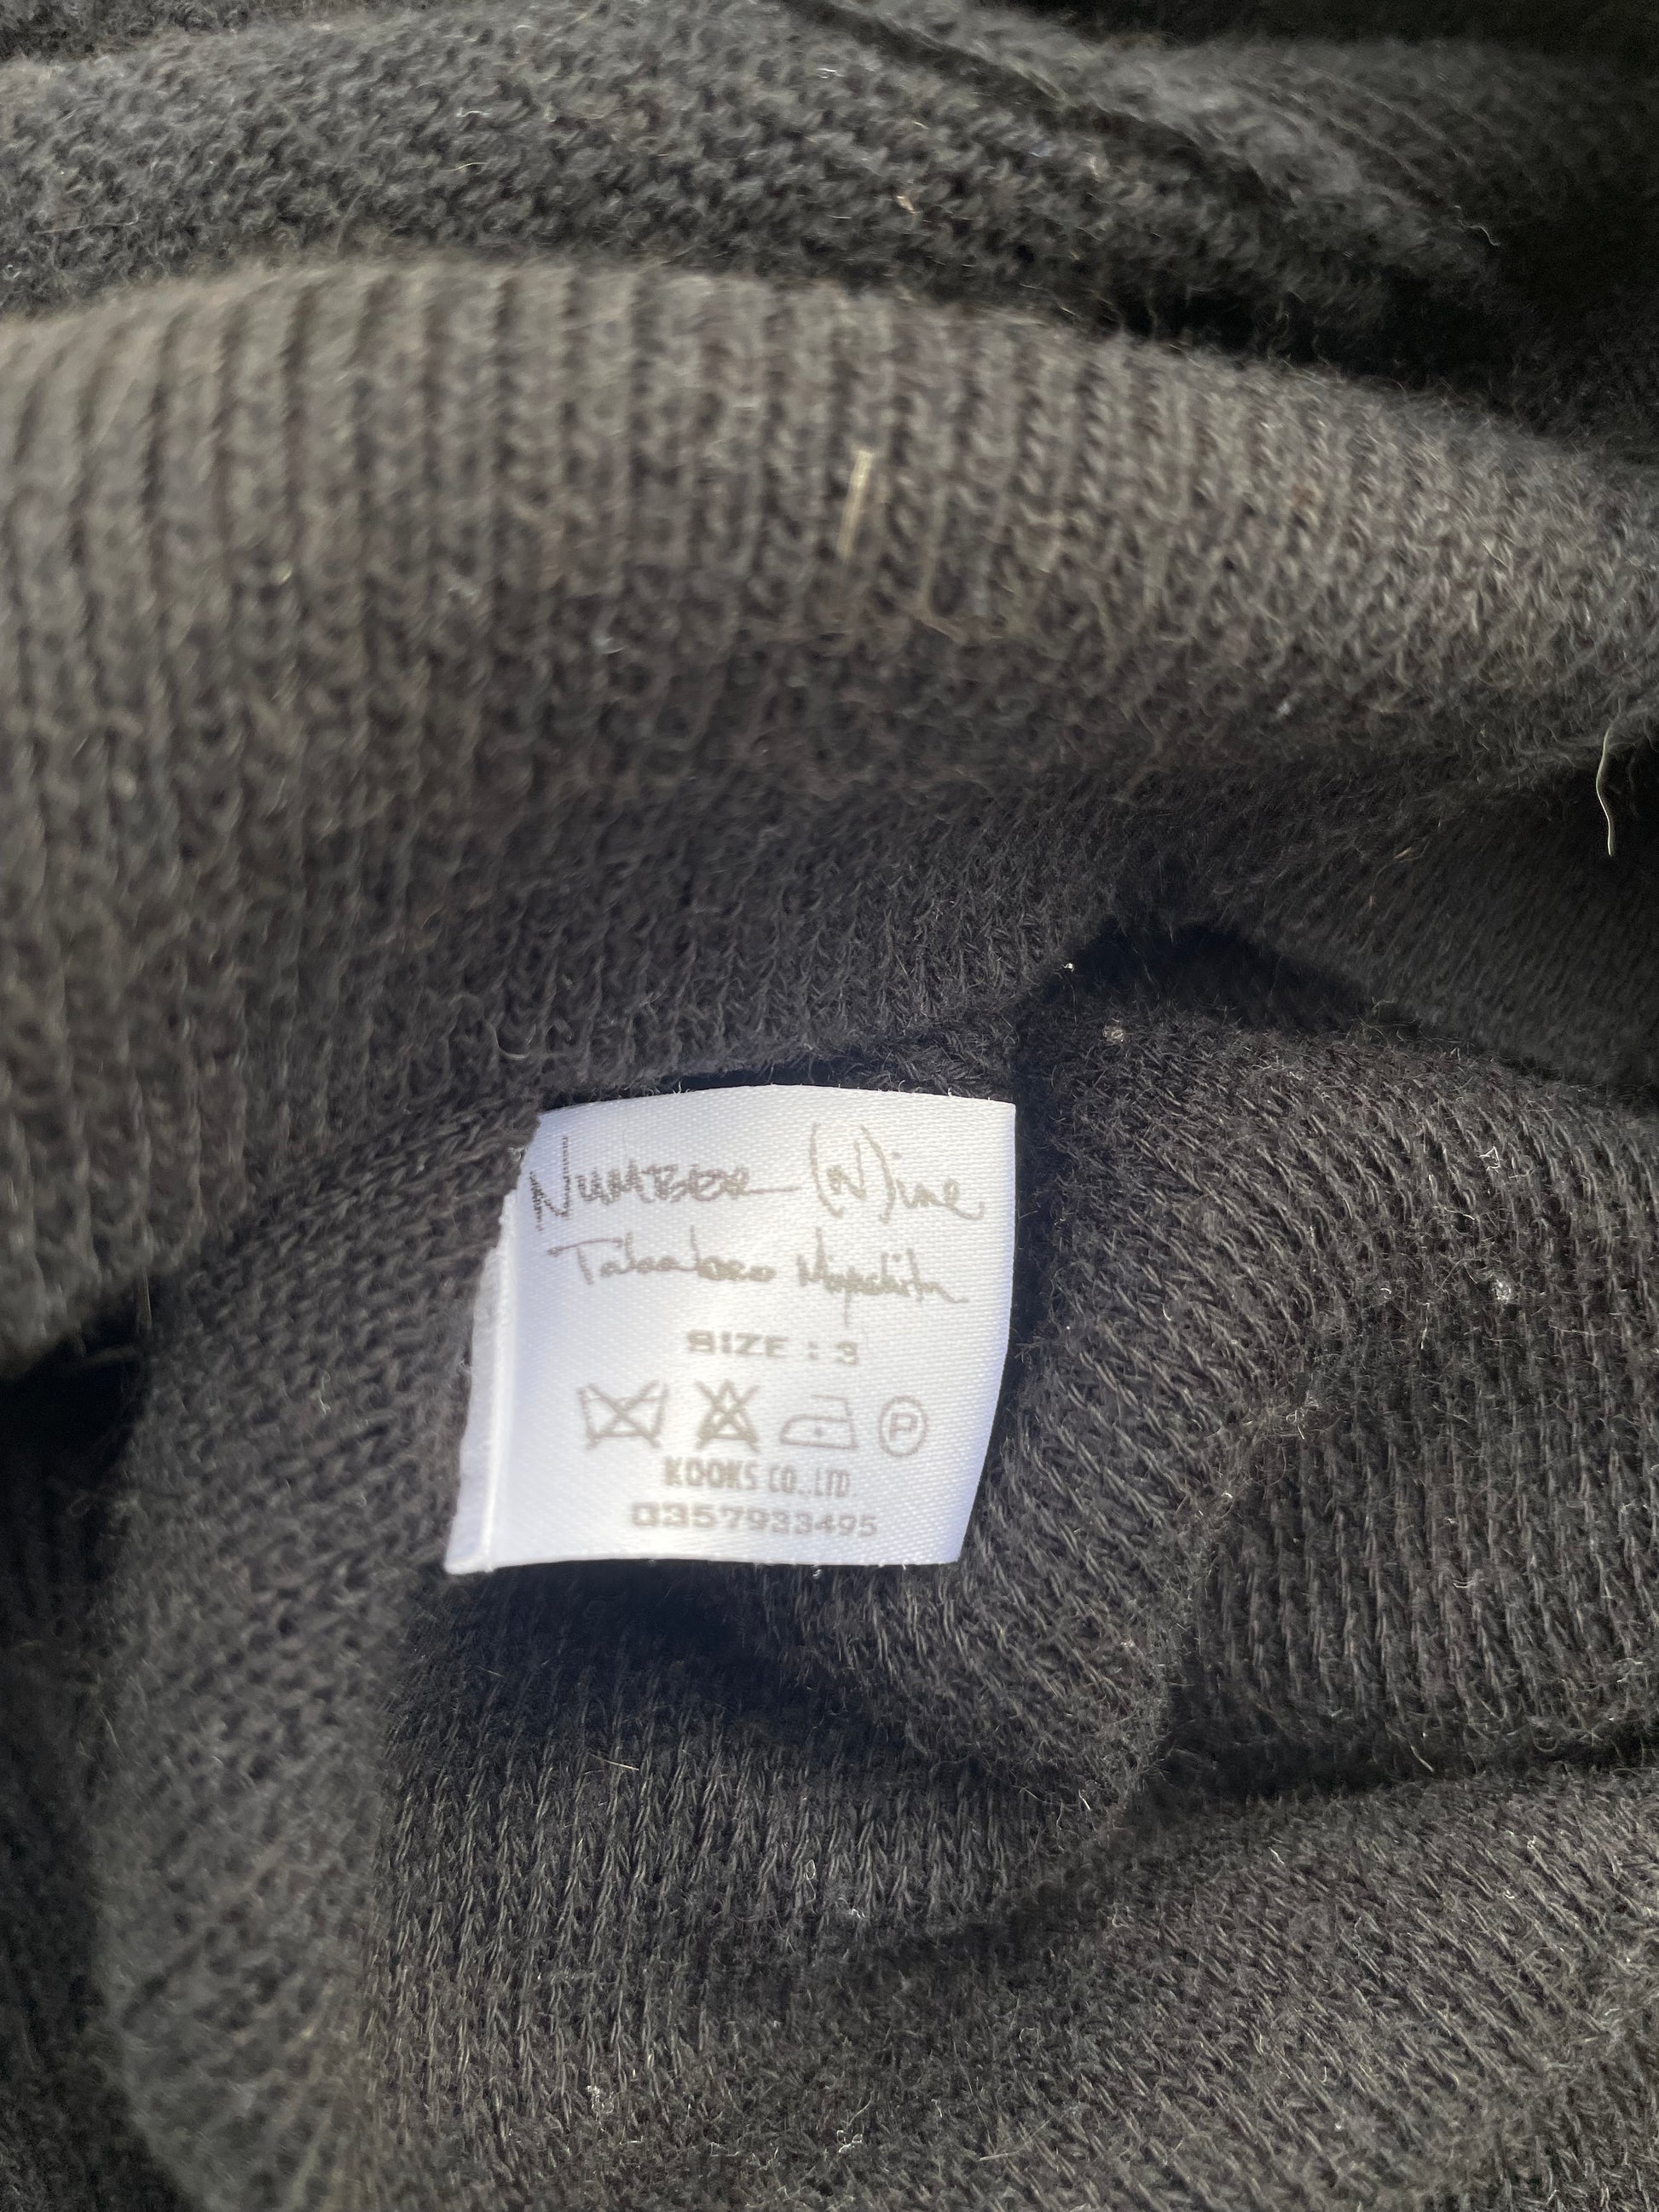 Number (N)ine
Takahiro Miyashita
SIZE : 3
P
KOOKS CO.,LTD.
0357933495